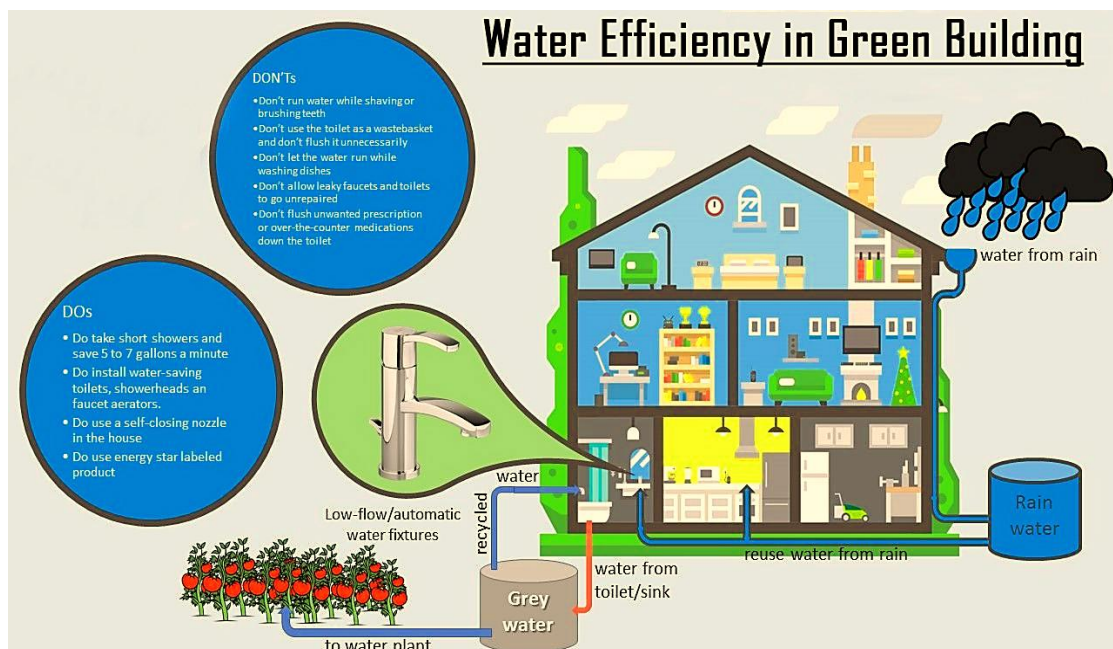 Water Efficiency in Green Building
DON'Ts
•Don't run water while shaving or
brushing teeth
•Don't use the toilet as a wastebasket
and don't flush it unnecessarily
•Don't let the water run while
washing dishes
•Don't allow leaky faucets and toilets
to go unrepaired
•Don't flush unwanted prescription
or over-the-counter medications
down the toilet
DOs
• Do take short showers and
save 5 to 7 gallons a minute
• Do install water-saving
toilets, showerheads an
faucet aerators.
• Do use a self-closing nozzle
in the house
• Do use energy star labeled
product
water from rain
Low-flow/automatic
water fixtures
water
recycled
Rain
water
reuse water from rain
water from
toilet/sink
Grey
water
to water plant